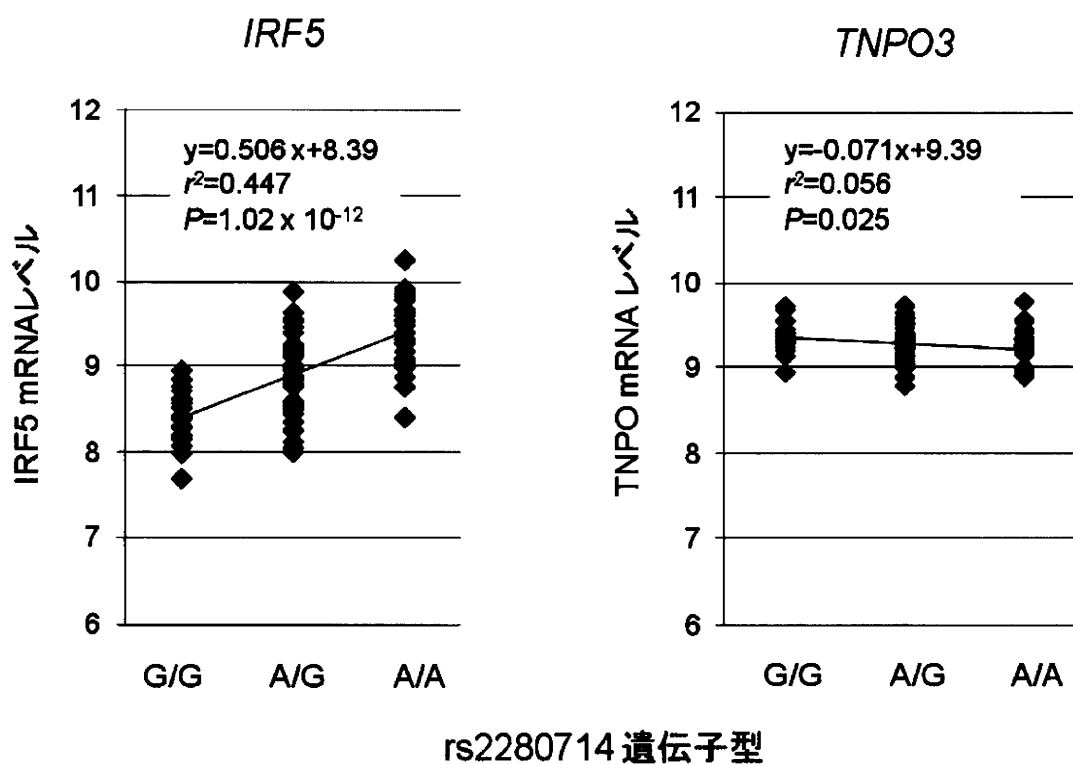 IRF5
IRF5 mRNAレベル
12
11
10
9
8
7
6
y=0.506 x+8.39
r²=0.447
P=1.02 x 10⁻¹²
G/G A/G A/A
TNPO3
TNPO mRNA レベル
12
11
10
9
8
7
6
y=-0.071x+9.39
r²=0.056
P=0.025
G/G A/G A/A
rs2280714 遺伝子型